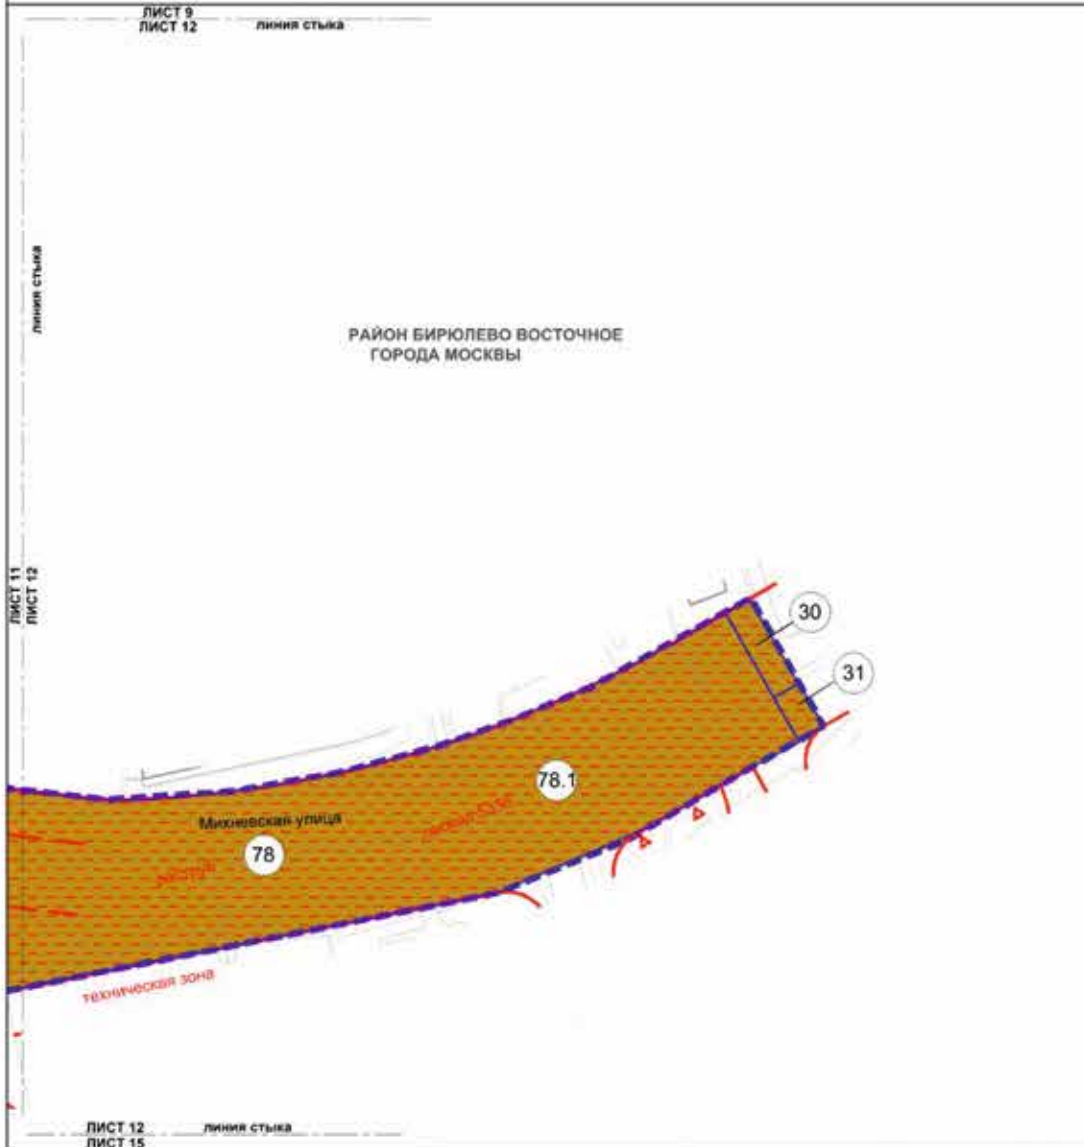 ЛИСТ 9
ЛИСТ 12
линия стыка
линия стыка
РАЙОН БИРЮЛЕВО ВОСТОЧНОЕ
ГОРОДА МОСКВЫ
ЛИСТ 11
ЛИСТ 12
30
31
78.1
Михневская улица
78
техническая зона
ЛИСТ 12
линия стыка
ЛИСТ 15